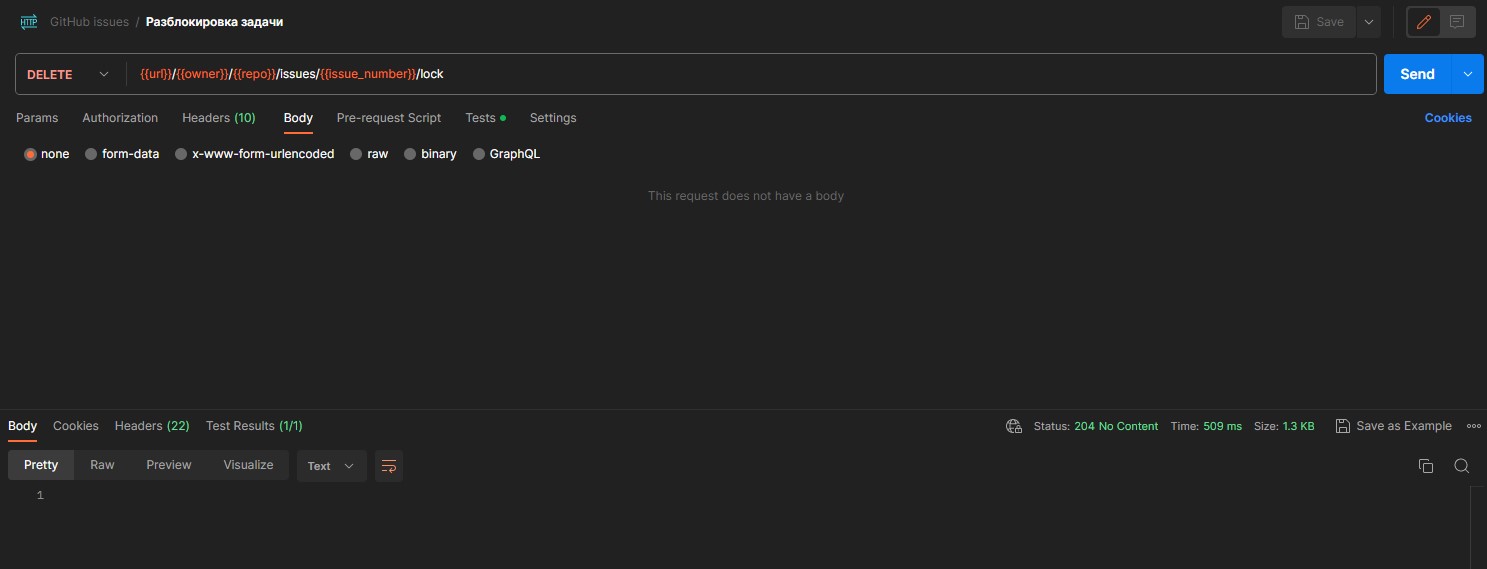 HTTP GitHub issues / Разблокировка задачи Save
DELETE {{url}}/{{owner}}/{{repo}}/issues/{{issue_number}}/lock Send
Params Authorization Headers (10) Body Pre-request Script Tests Settings Cookies
none form-data x-www-form-urlencoded raw binary GraphQL
This request does not have a body
Body Cookies Headers (22) Test Results (1/1) Status: 204 No Content Time: 509 ms Size: 1.3 KB Save as Example
Pretty Raw Preview Visualize Text
1